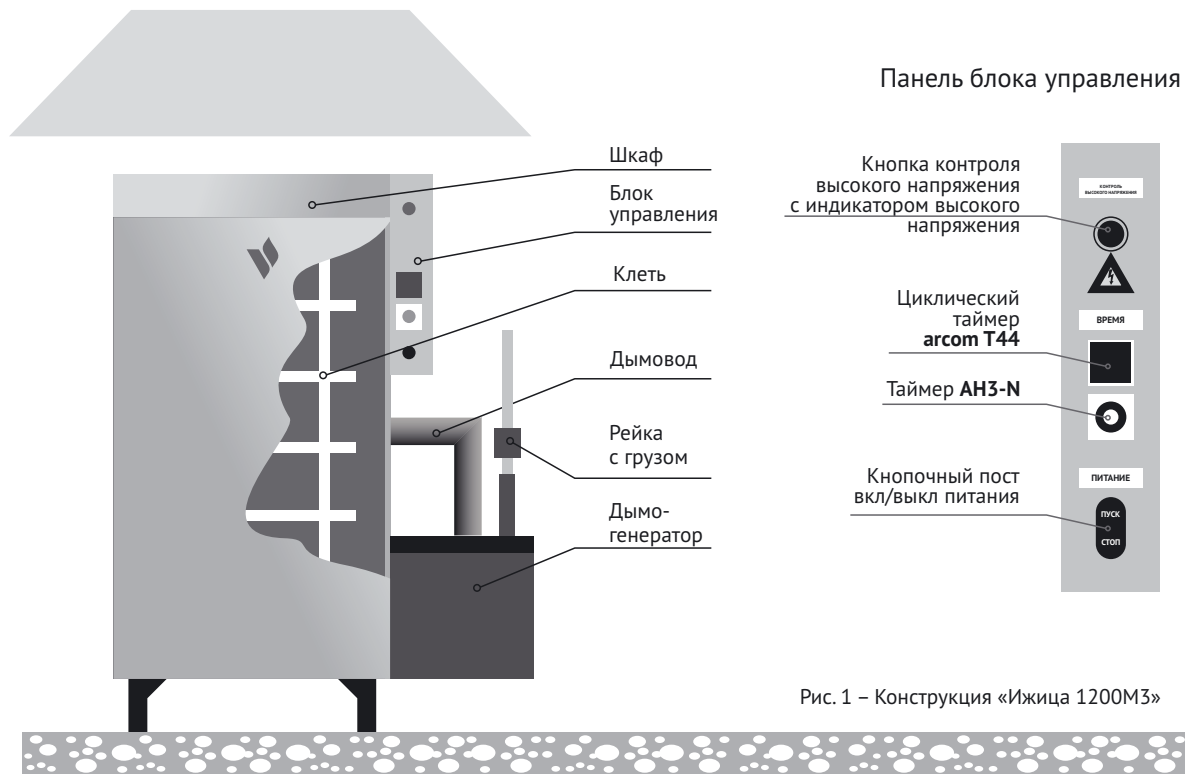 Панель блока управления
Шкаф
Блок
управления
Клеть
Дымовод
Рейка
с грузом
Дымо-
генератор
Кнопка контроля
высокого напряжения
с индикатором высокого
напряжения
Циклический
таймер
arcom T44
Таймер AH3-N
Кнопочный пост
вкл/выкл питания
КОНТРОЛЬ
ВЫСОКОГО НАПРЯЖЕНИЯ
ВРЕМЯ
ПИТАНИЕ
ПУСК
СТОП
Рис. 1 – Конструкция «Ижица 1200М3»